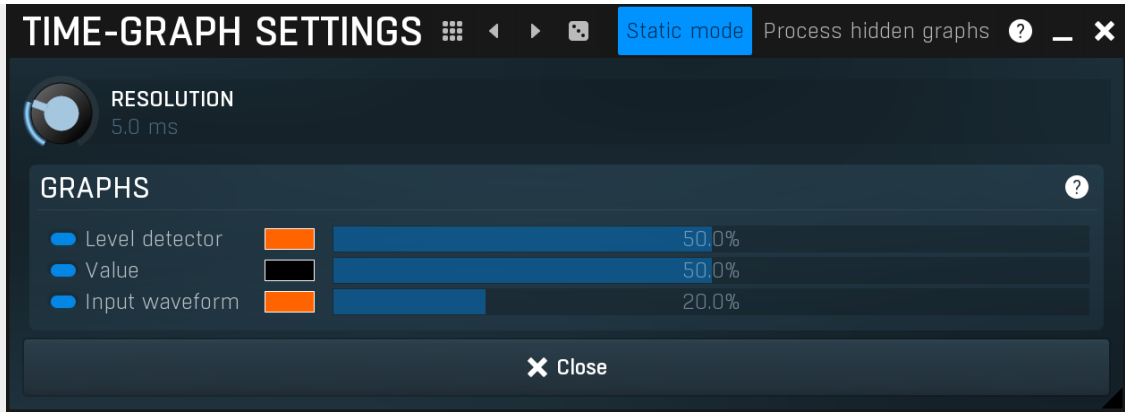 TIME-GRAPH SETTINGS Static mode Process hidden graphs ?
RESOLUTION
5.0 ms
GRAPHS ?
Level detector 50.0%
Value 50.0%
Input waveform 20.0%
Close